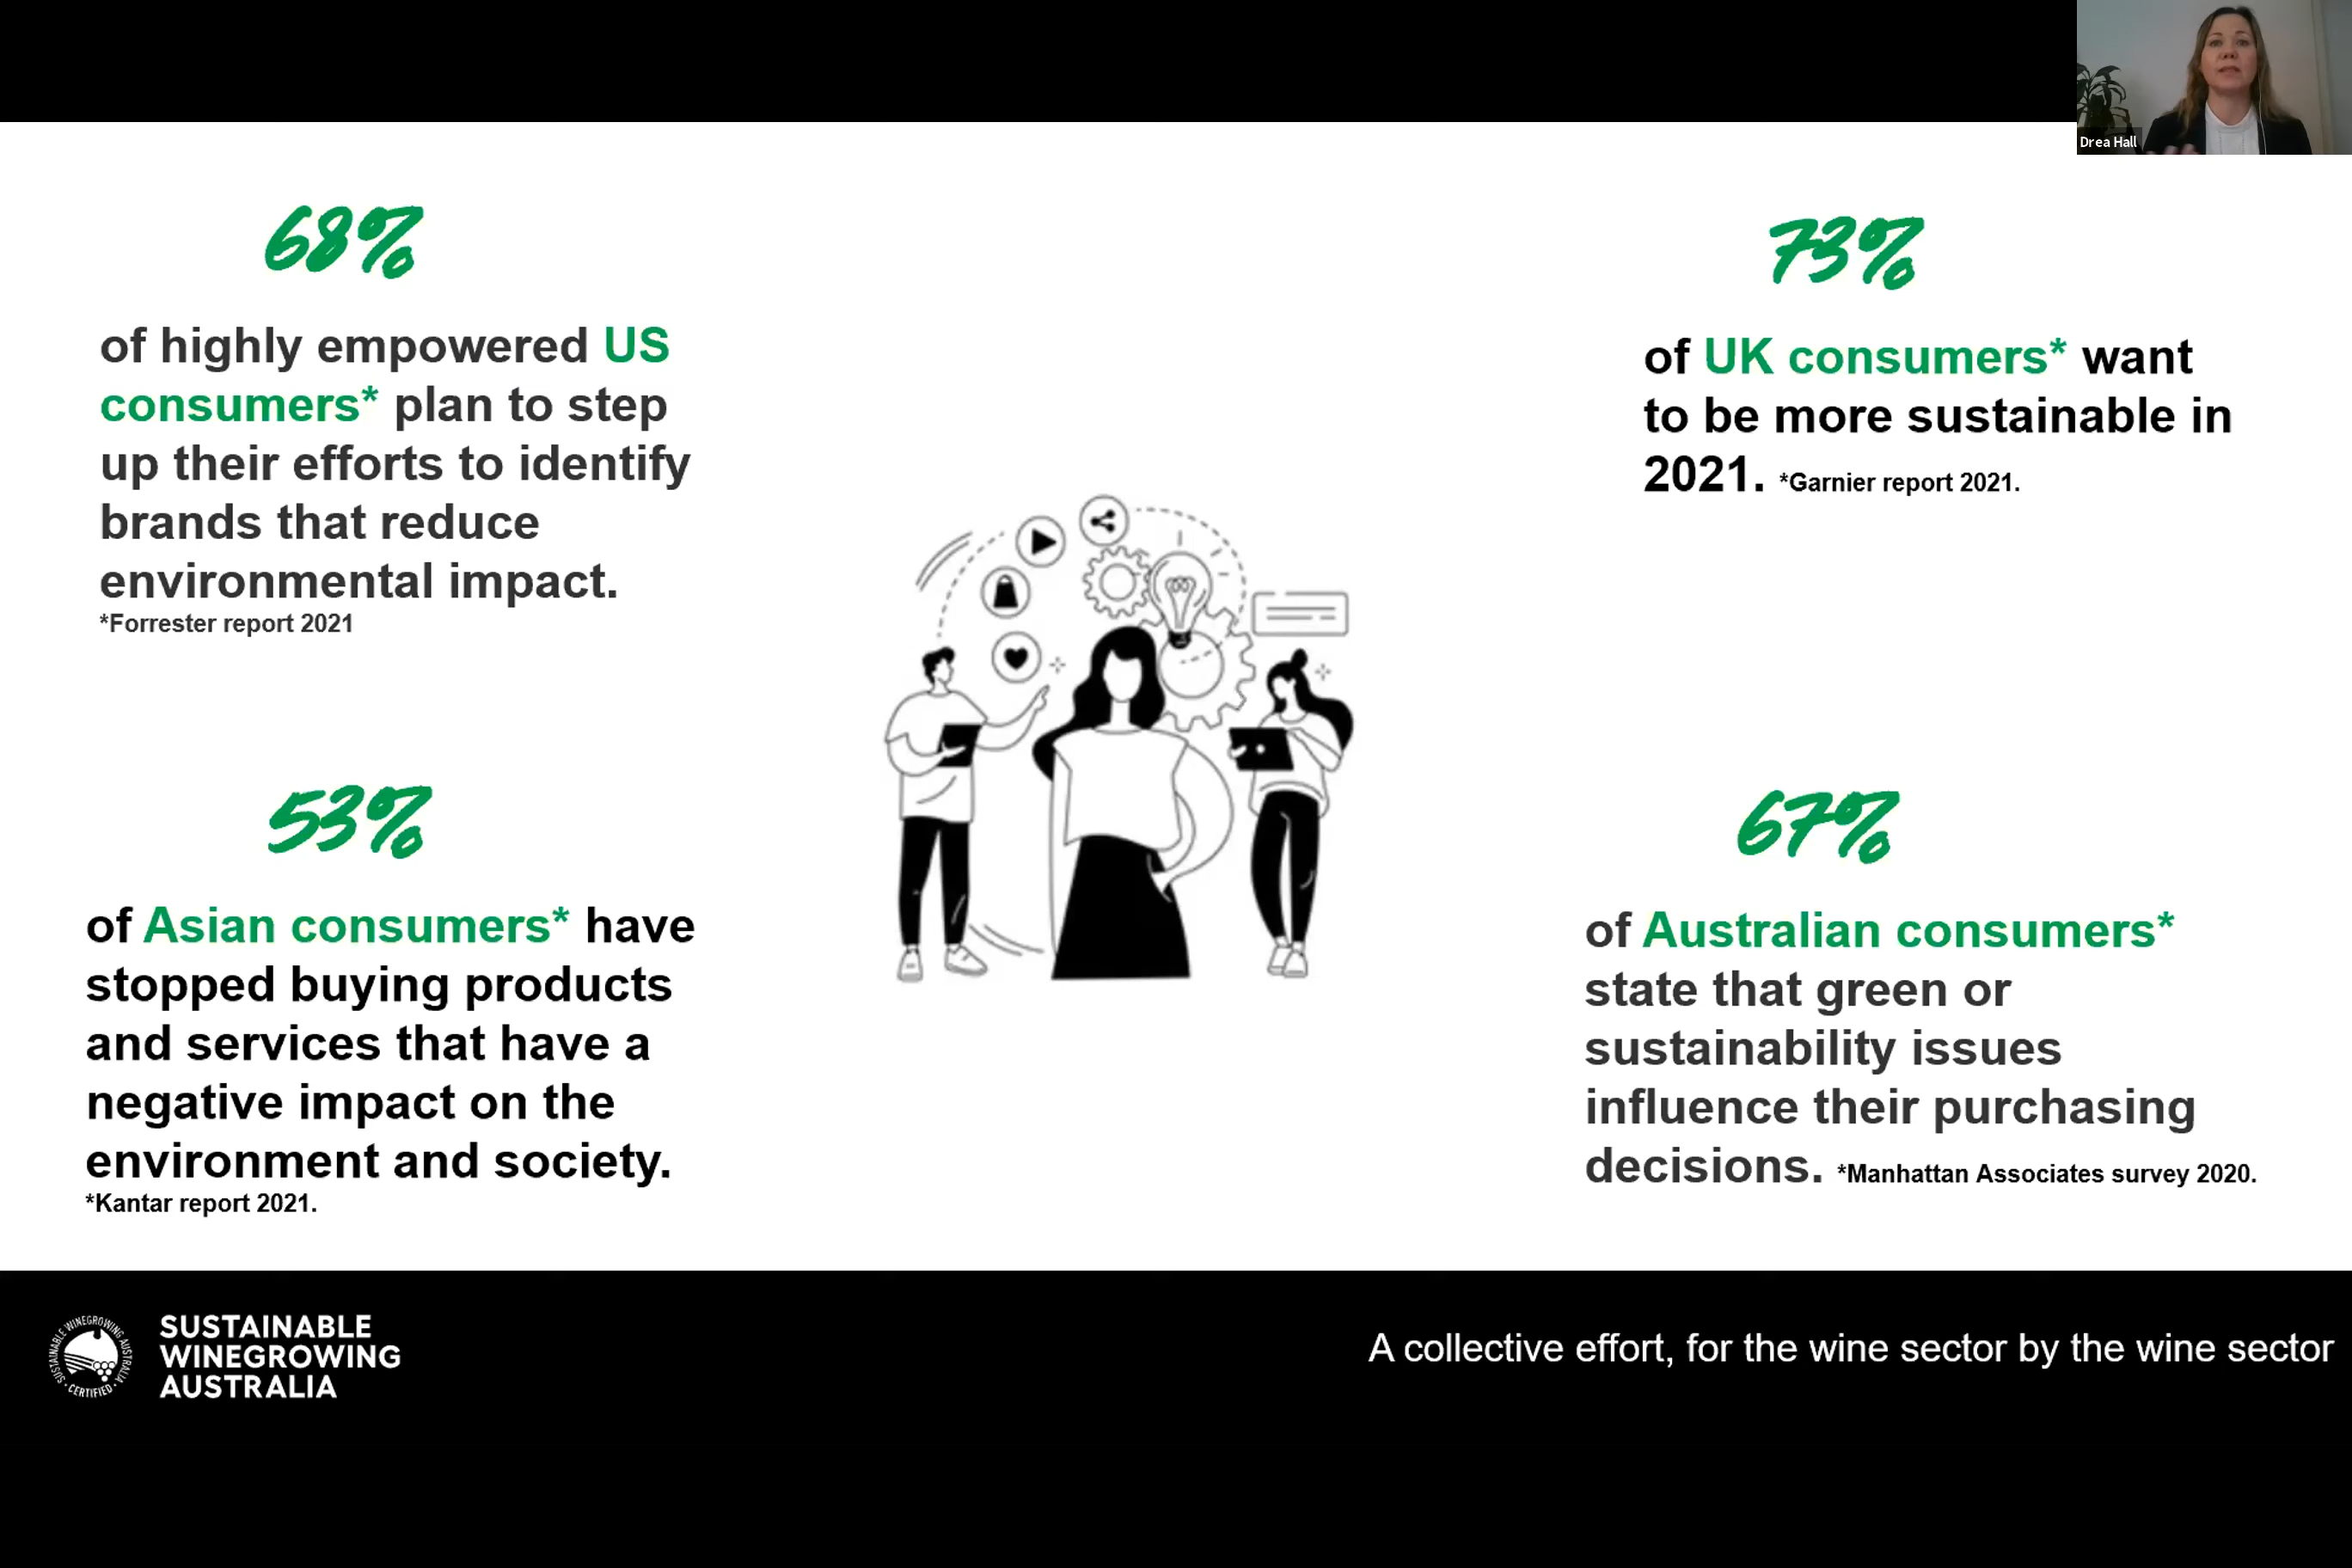 Drea Hall
68%
of highly empowered US
consumers* plan to step
up their efforts to identify
brands that reduce
environmental impact.
*Forrester report 2021
73%
of UK consumers* want
to be more sustainable in
2021. *Garnier report 2021.
53%
of Asian consumers* have
stopped buying products
and services that have a
negative impact on the
environment and society.
*Kantar report 2021.
67%
of Australian consumers*
state that green or
sustainability issues
influence their purchasing
decisions. *Manhattan Associates survey 2020.
SUSTAINABLE WINEGROWING AUSTRALIA
• CERTIFIED •
SUSTAINABLE
WINEGROWING
AUSTRALIA
A collective effort, for the wine sector by the wine sector